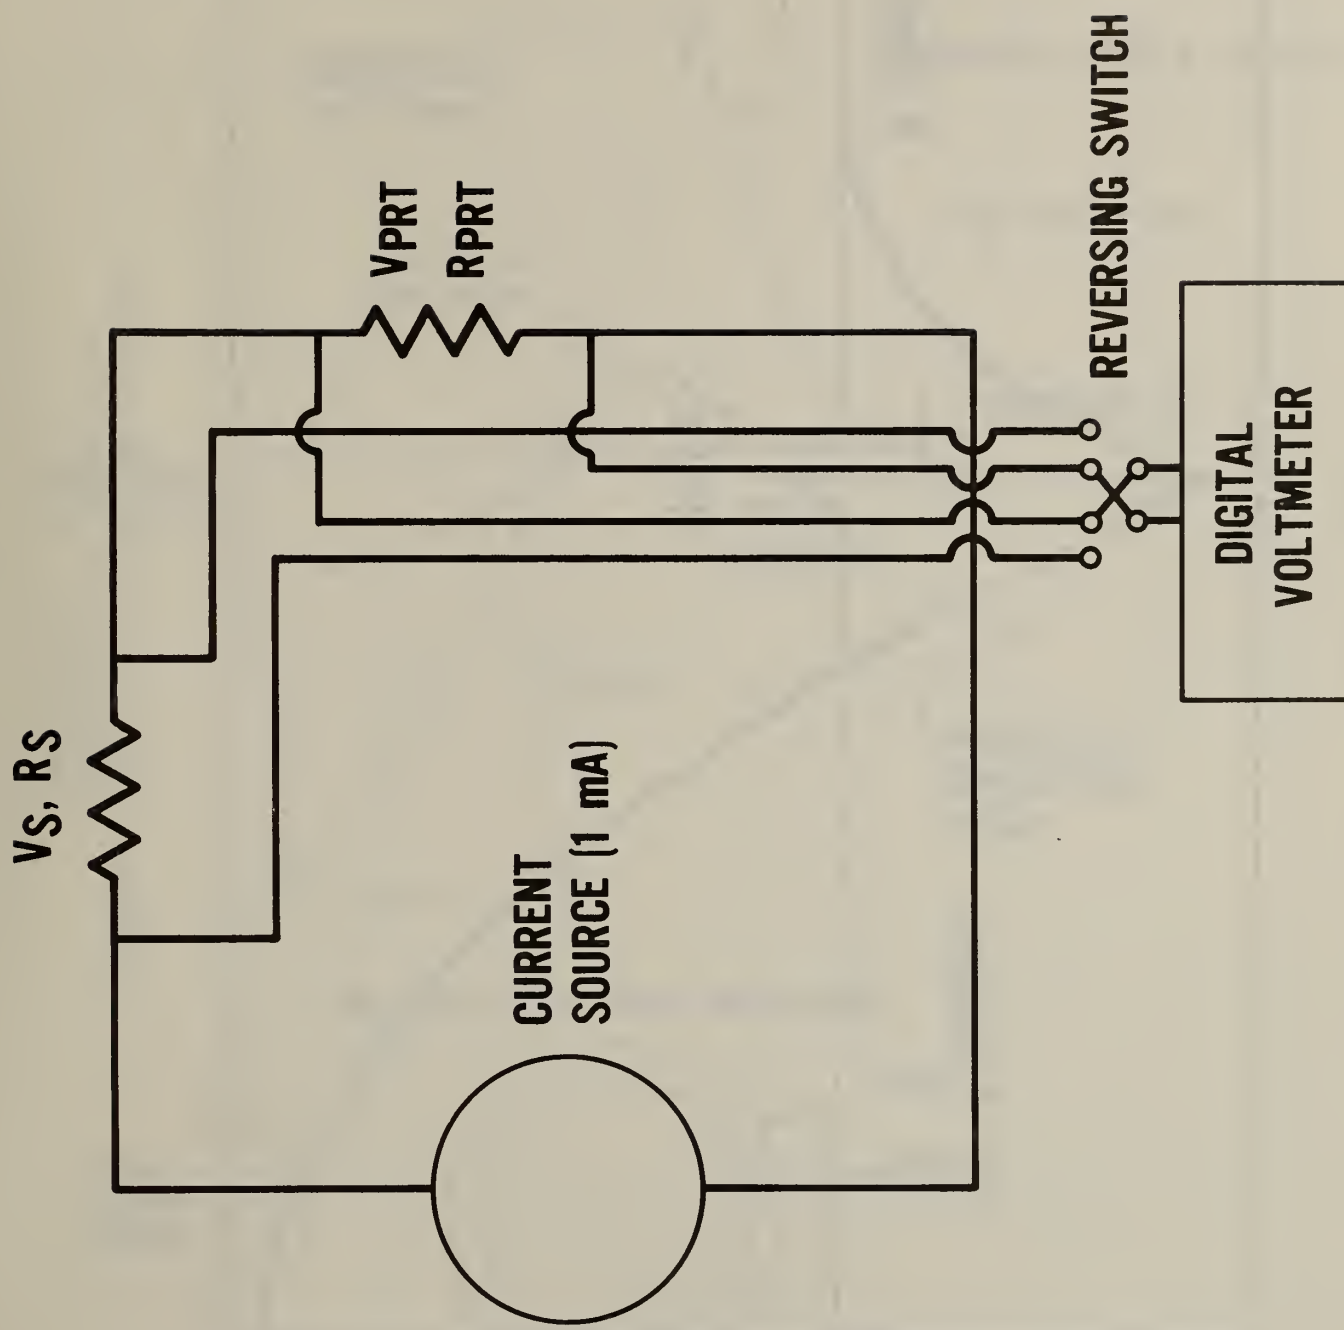 VS, RS
VPRT
RPRT
CURRENT
SOURCE (1 mA)
REVERSING SWITCH
DIGITAL
VOLTMETER